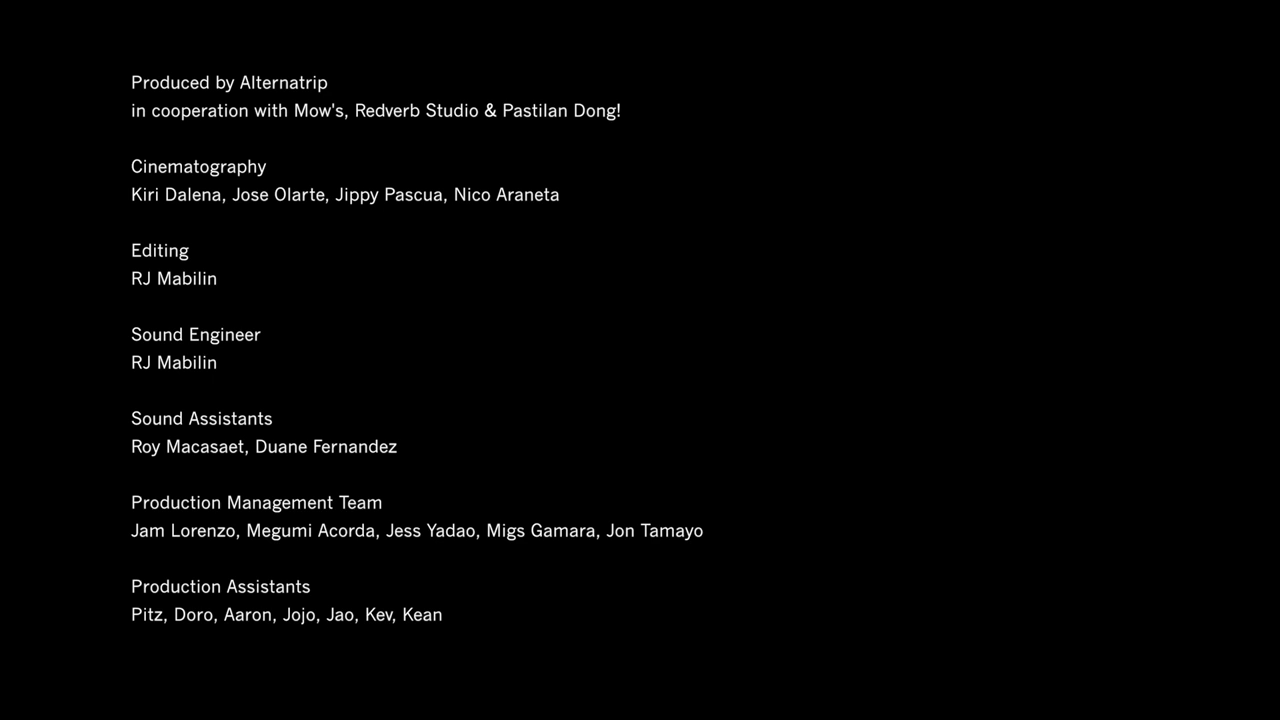 Produced by Alternatrip
in cooperation with Mow's, Redverb Studio & Pastilan Dong!
Cinematography
Kiri Dalena, Jose Olarte, Jippy Pascua, Nico Araneta
Editing
RJ Mabilin
Sound Engineer
RJ Mabilin
Sound Assistants
Roy Macasaet, Duane Fernandez
Production Management Team
Jam Lorenzo, Megumi Acorda, Jess Yadao, Migs Gamara, Jon Tamayo
Production Assistants
Pitz, Doro, Aaron, Jojo, Jao, Kev, Kean